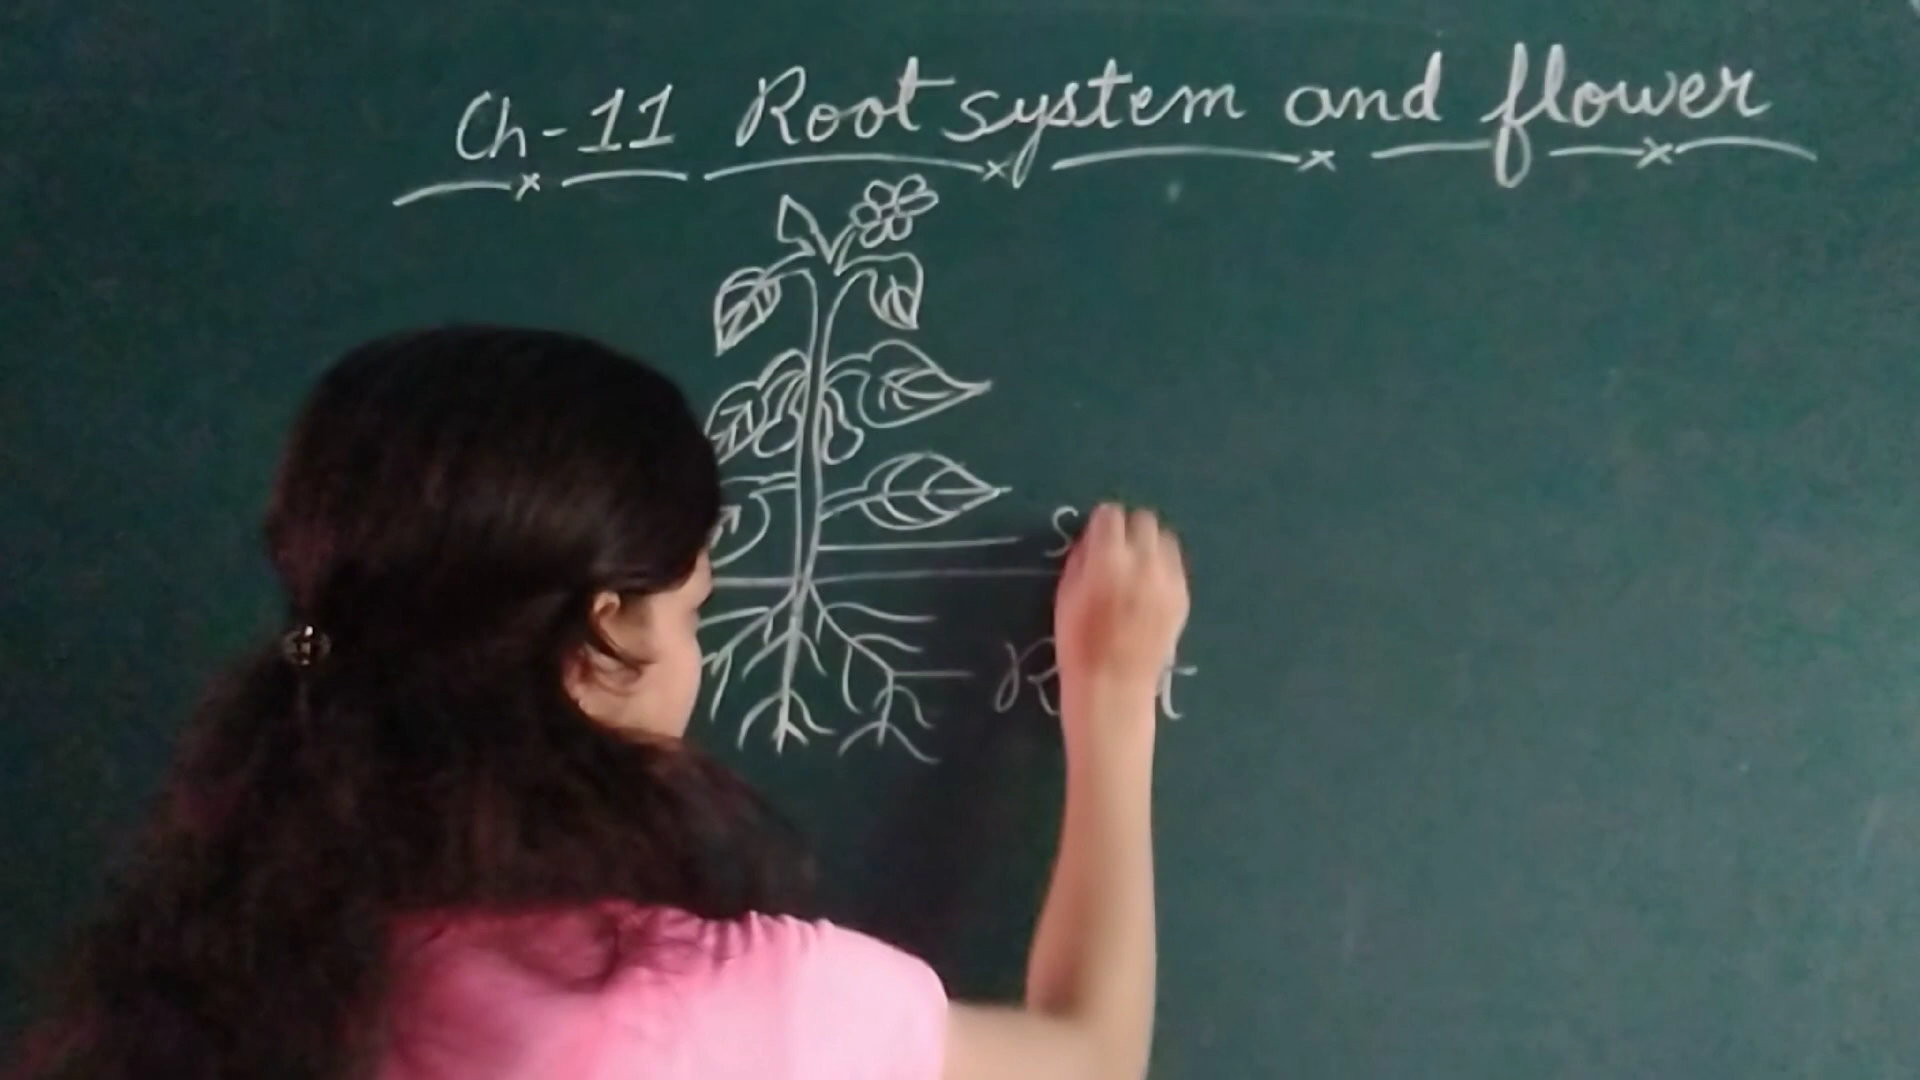 Ch-11 Root system and flower